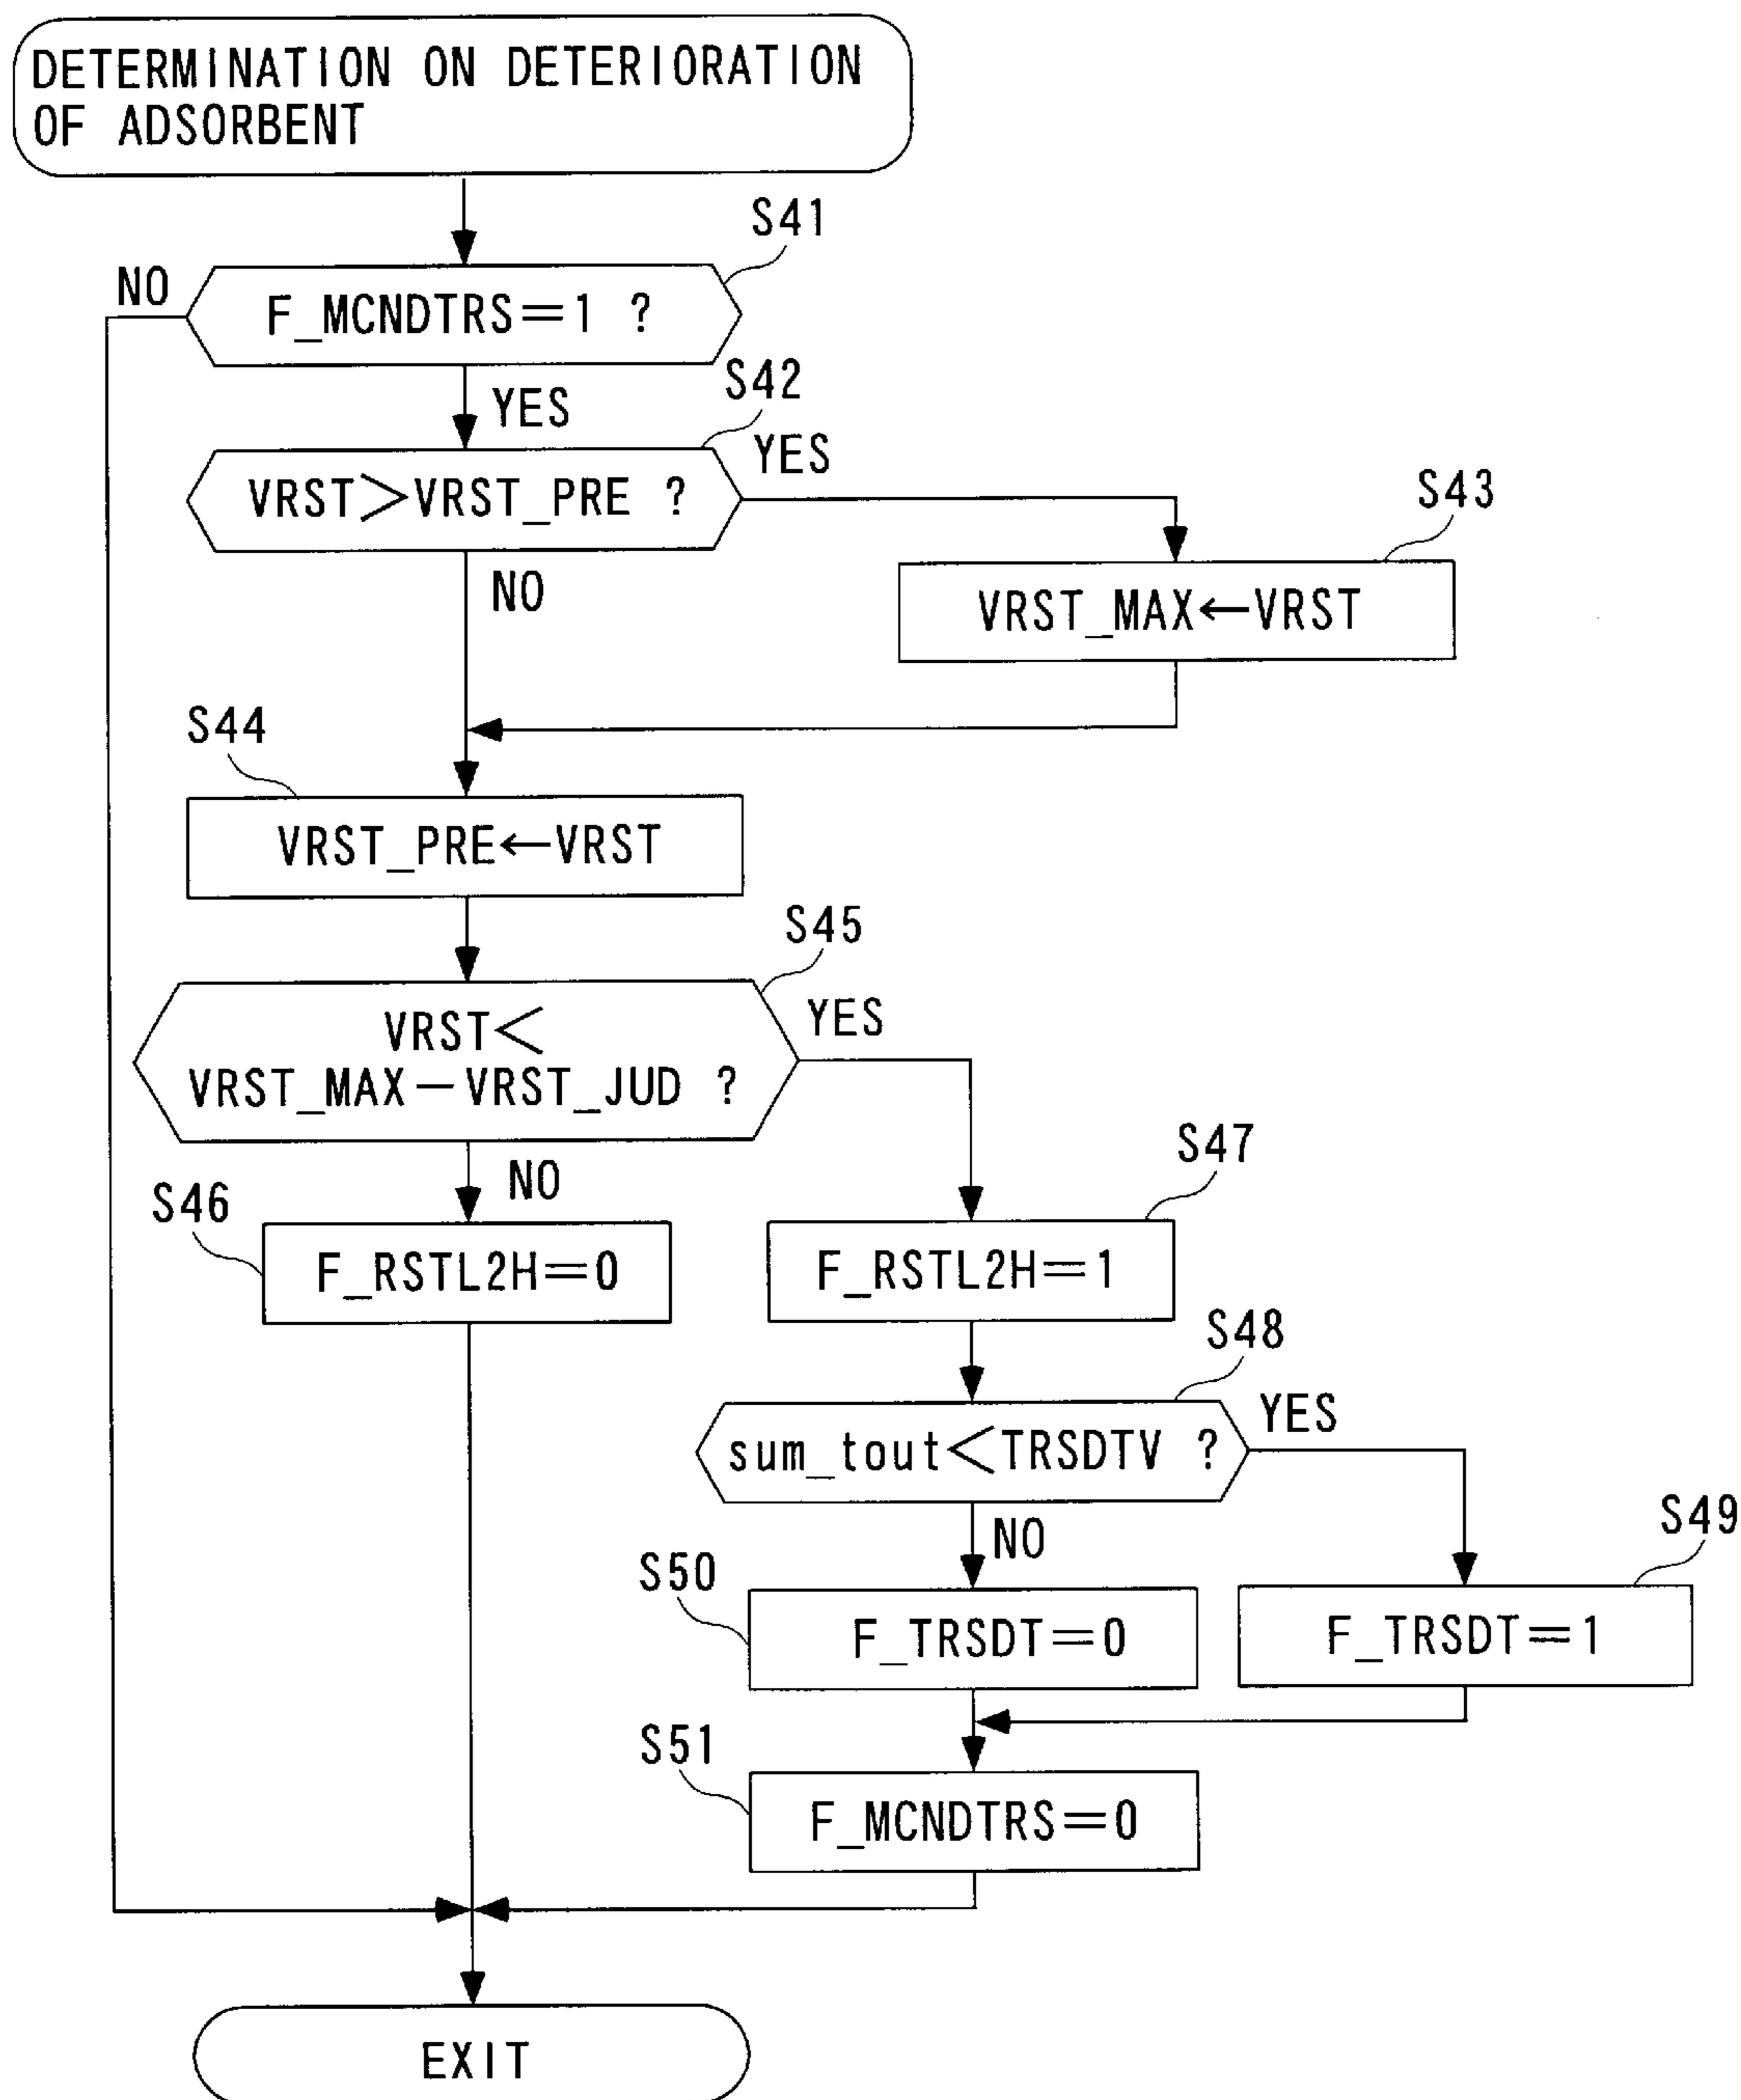 DETERMINATION ON DETERIORATION
OF ADSORBENT
S41
NO
F_MCNDTRS=1 ?
YES
S42
VRST>VRST_PRE ?
YES
S43
NO
VRST_MAX←VRST
S44
VRST_PRE←VRST
S45
VRST<
VRST_MAX-VRST_JUD ?
YES
NO
S46
F_RSTL2H=0
S47
F_RSTL2H=1
S48
sum_tout<TRSDTV ?
YES
NO
S49
S50
F_TRSDT=0
F_TRSDT=1
S51
F_MCNDTRS=0
EXIT